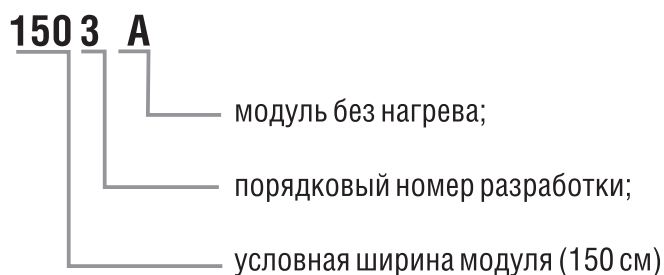 150 3 А
модуль без нагрева;
порядковый номер разработки;
условная ширина модуля (150 см)